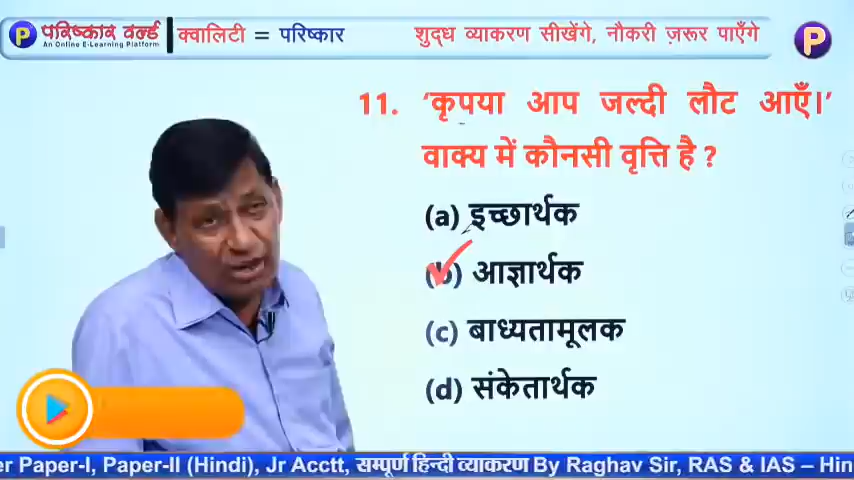 P परिष्कार वर्ल्ड
An Online E-Learning Platform
क्वालिटी = परिष्कार
शुद्ध व्याकरण सीखेंगे, नौकरी ज़रूर पाएँगे
P
11. ‘कृपया आप जल्दी लौट आएँ।’
वाक्य में कौनसी वृत्ति है ?
(a) इच्छार्थक
(b) आज्ञार्थक
(c) बाध्यतामूलक
(d) संकेतार्थक
er Paper-I, Paper-II (Hindi), Jr Acctt, सम्पूर्ण हिन्दी व्याकरण By Raghav Sir, RAS & IAS – Hin